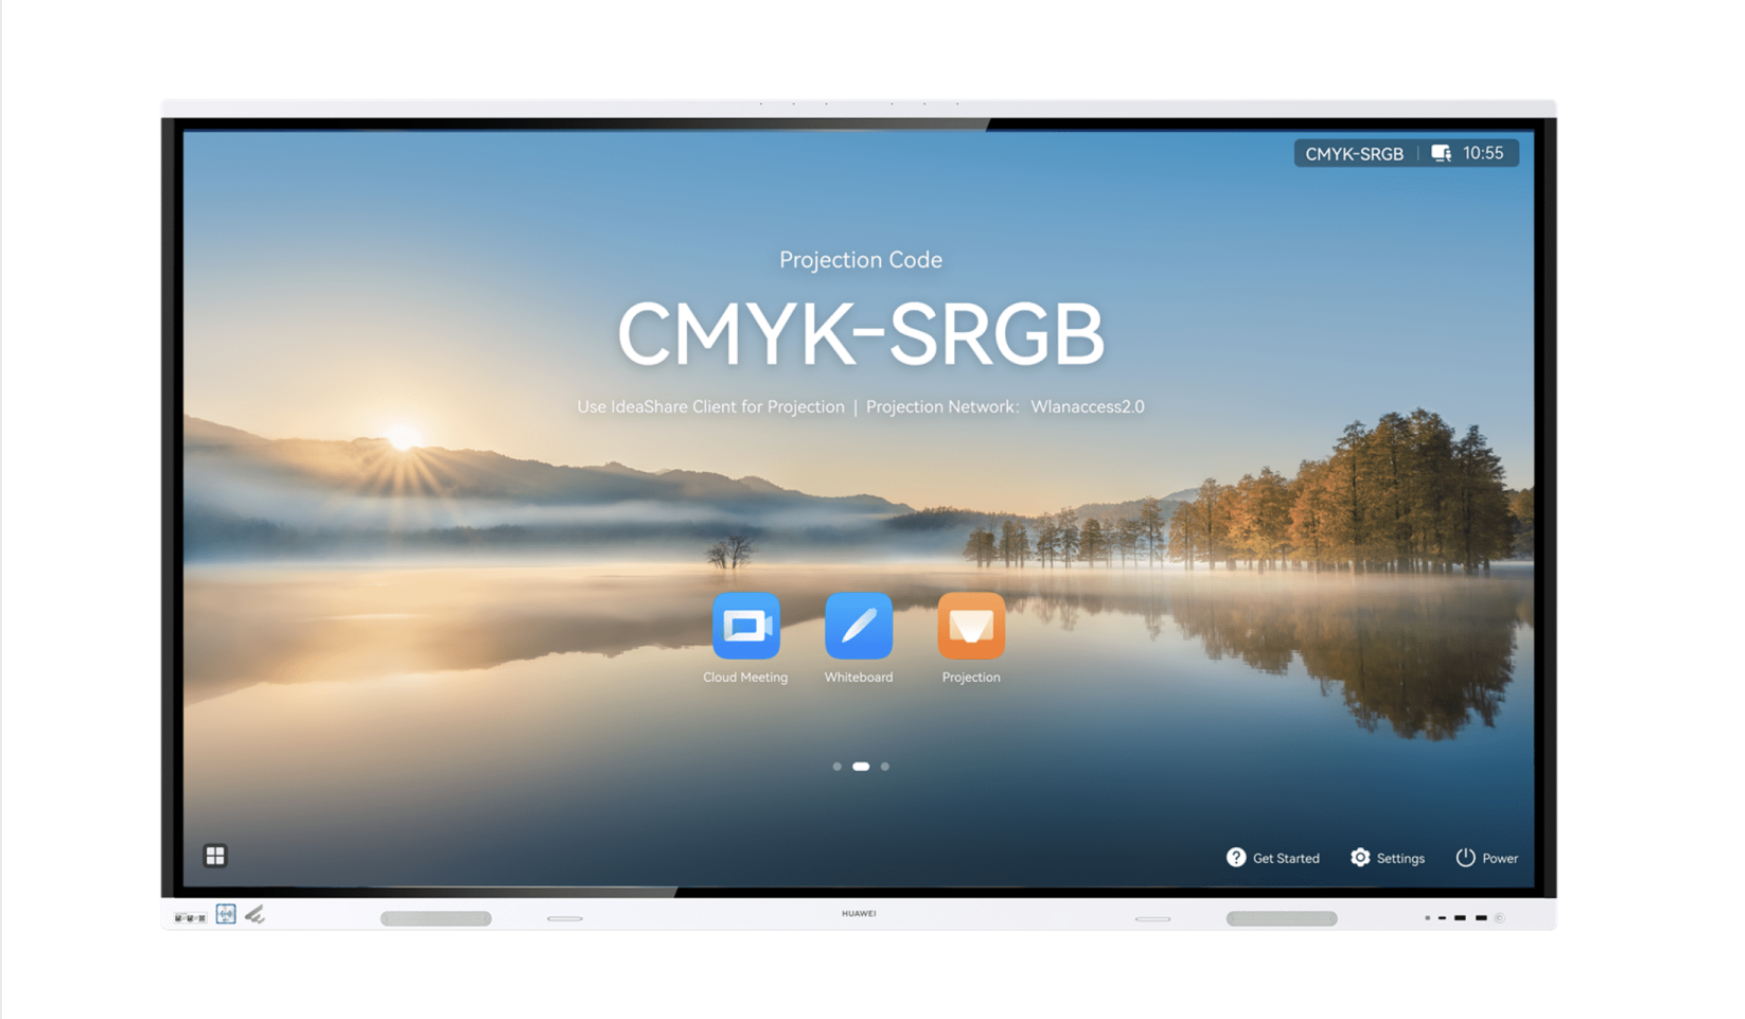 CMYK-SRGB | 10:55
Projection Code
CMYK-SRGB
Use IdeaShare Client for Projection | Projection Network: Wlanaccess2.0
Cloud Meeting
Whiteboard
Projection
Get Started
Settings
Power
HUAWEI